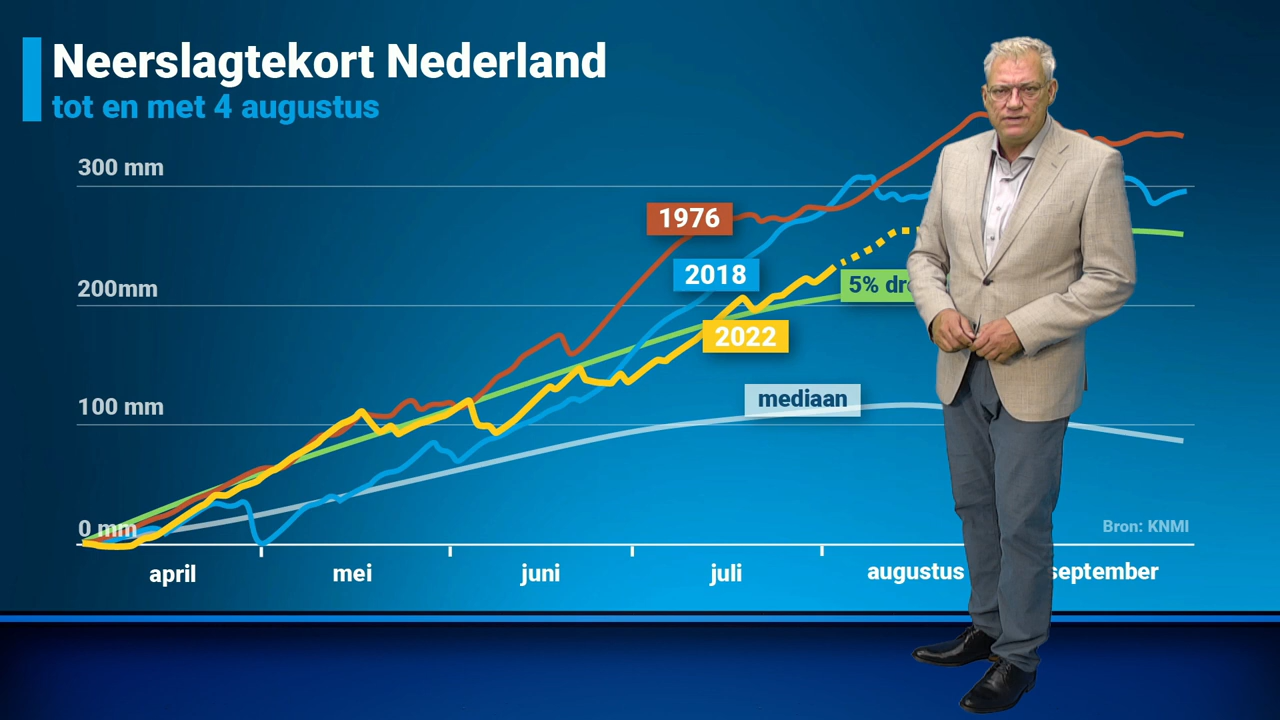 Neerslagtekort Nederland
tot en met 4 augustus
300 mm
1976
2018
200mm
5%
2022
mediaan
100 mm
0 mm
Bron: KNMI
april
mei
juni
juli
augustus
september